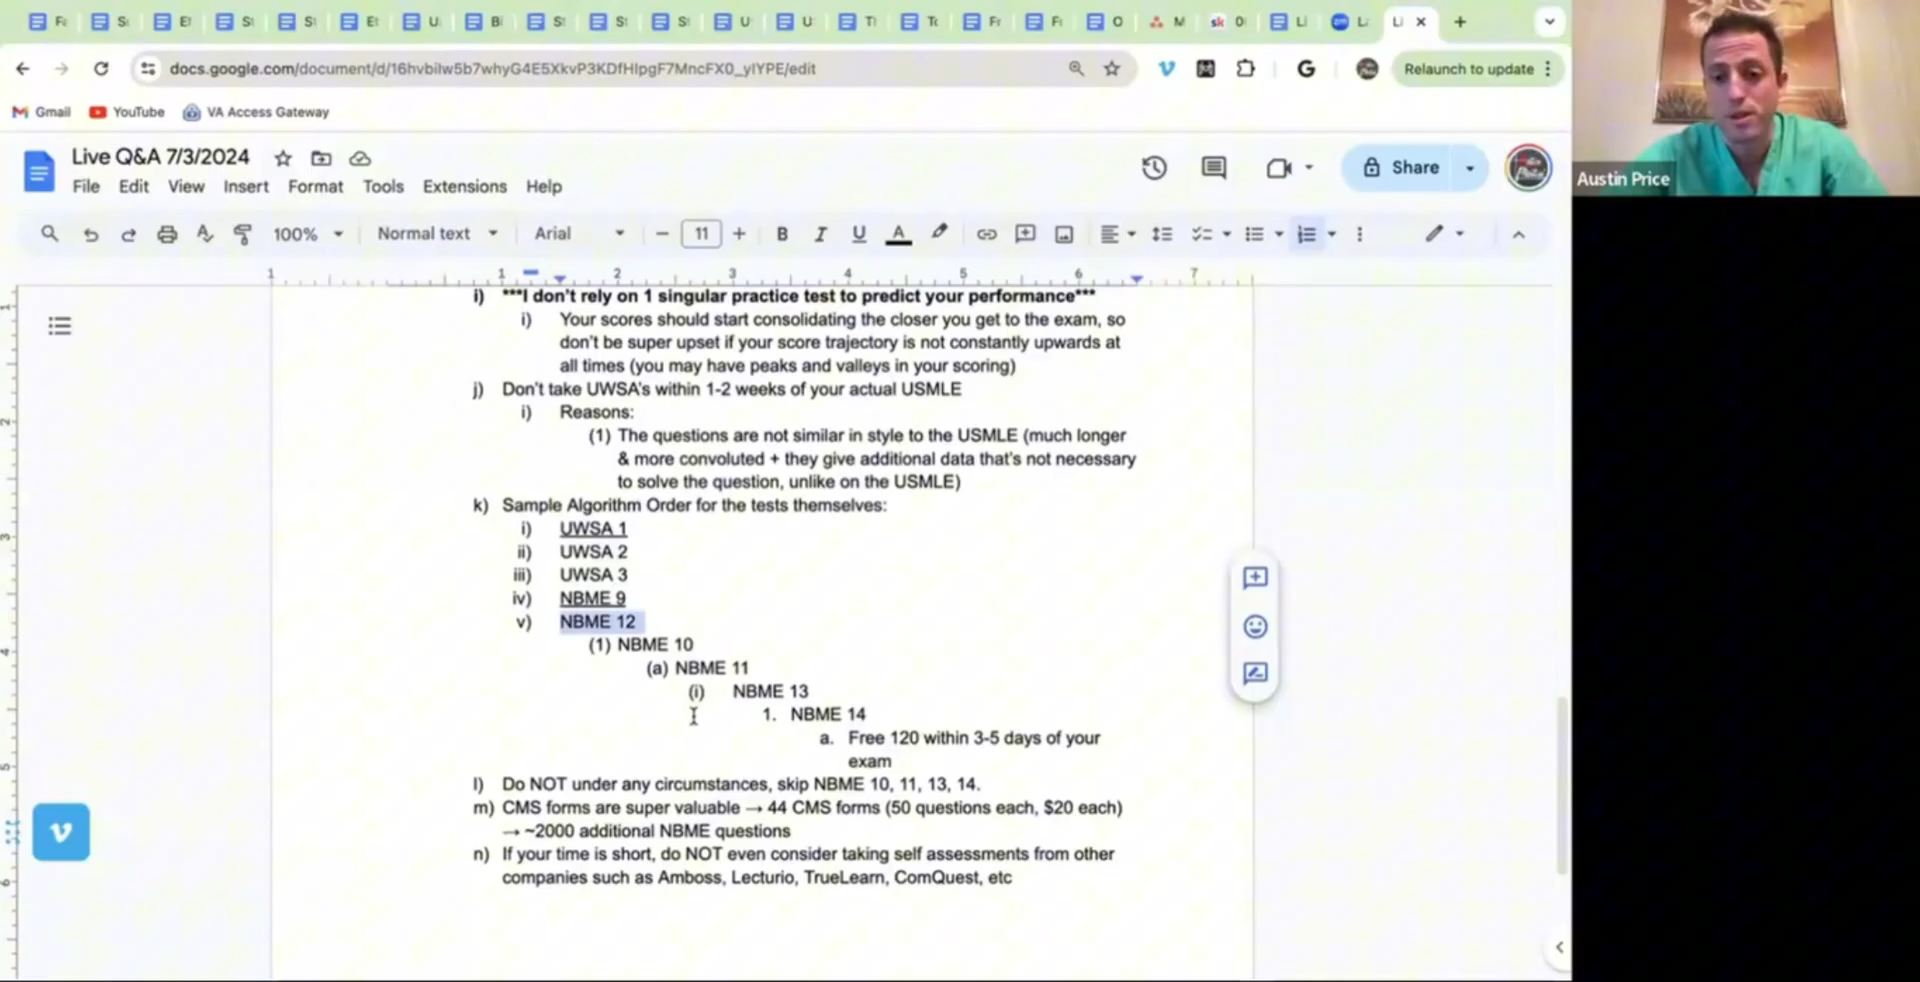 docs.google.com/document/d/16hvbilw5b7whyG4E5XkvP3KDfHIpgF7MncFX0_yIYPE/edit
Relaunch to update
Gmail YouTube VA Access Gateway
Live Q&A 7/3/2024
File Edit View Insert Format Tools Extensions Help
Share
Austin Price
100% Normal text Arial 11 B I U A
1 1 2 3 4 5 6 7
i) ***I don't rely on 1 singular practice test to predict your performance***
i) Your scores should start consolidating the closer you get to the exam, so
don't be super upset if your score trajectory is not constantly upwards at
all times (you may have peaks and valleys in your scoring)
j) Don't take UWSA's within 1-2 weeks of your actual USMLE
i) Reasons:
(1) The questions are not similar in style to the USMLE (much longer
& more convoluted + they give additional data that's not necessary
to solve the question, unlike on the USMLE)
k) Sample Algorithm Order for the tests themselves:
i) UWSA 1
ii) UWSA 2
iii) UWSA 3
iv) NBME 9
v) NBME 12
(1) NBME 10
(a) NBME 11
(i) NBME 13
1. NBME 14
a. Free 120 within 3-5 days of your
exam
l) Do NOT under any circumstances, skip NBME 10, 11, 13, 14.
m) CMS forms are super valuable → 44 CMS forms (50 questions each, $20 each)
→ ~2000 additional NBME questions
n) If your time is short, do NOT even consider taking self assessments from other
companies such as Amboss, Lecturio, TrueLearn, ComQuest, etc